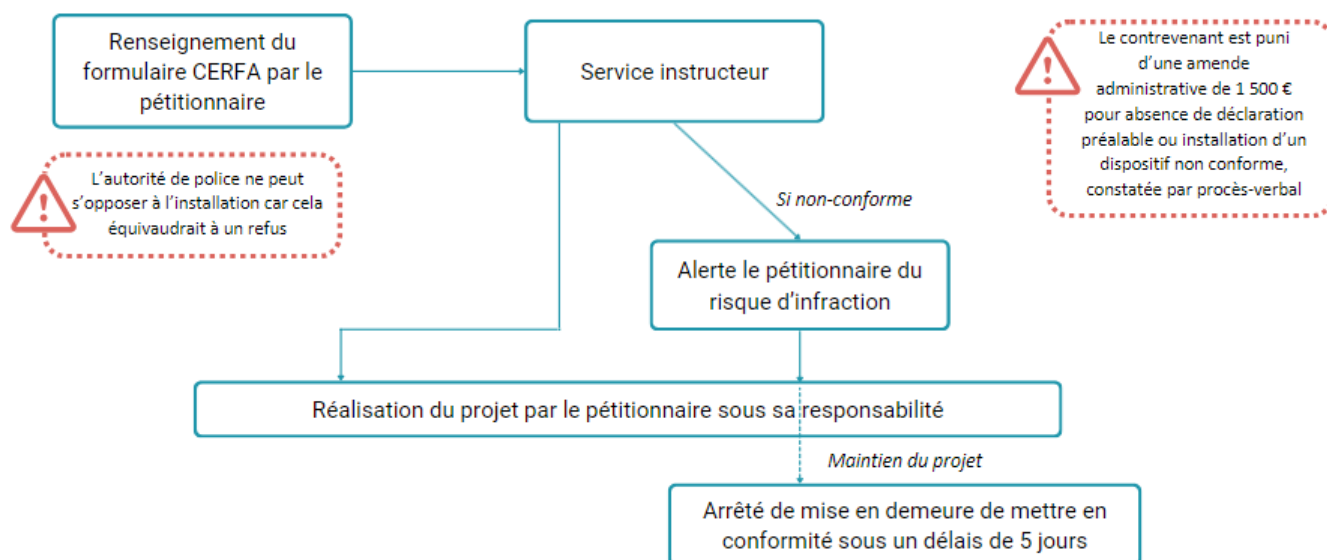 Renseignement du
formulaire CERFA par le
pétitionnaire
Service instructeur
Le contrevenant est puni
d'une amende
administrative de 1 500 €
pour absence de déclaration
préalable ou installation d'un
dispositif non conforme,
constatée par procès-verbal
L'autorité de police ne peut
s'opposer à l'installation car cela
équivaudrait à un refus
Si non-conforme
Alerte le pétitionnaire du
risque d'infraction
Réalisation du projet par le pétitionnaire sous sa responsabilité
Maintien du projet
Arrêté de mise en demeure de mettre en
conformité sous un délais de 5 jours